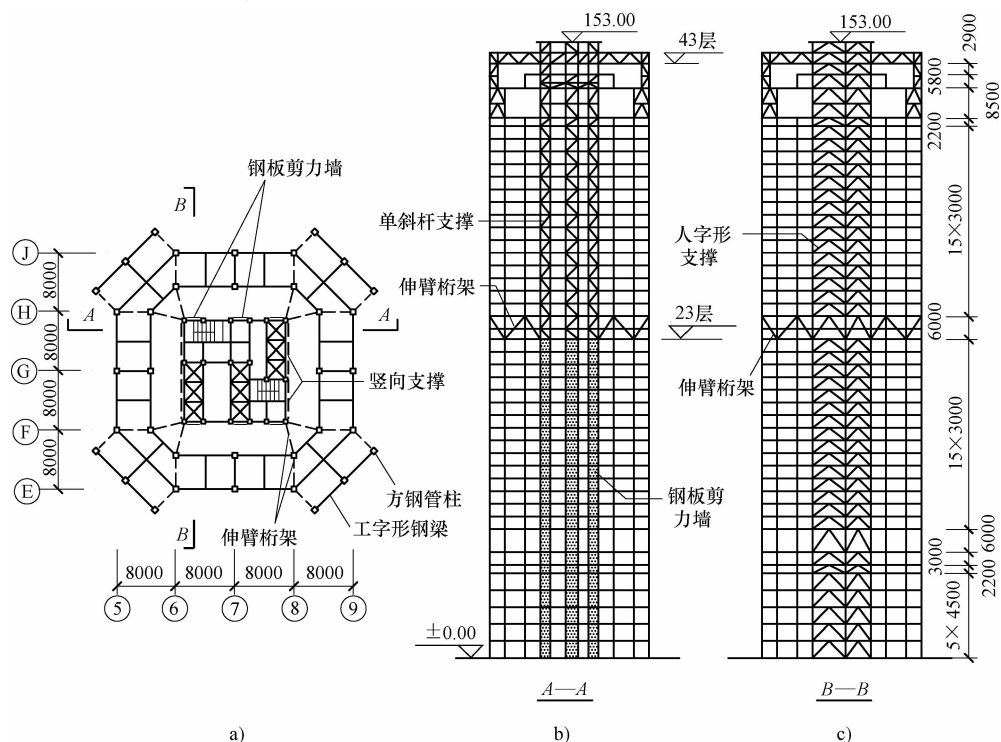 钢板剪力墙
B
J
H
G
F
E
8000
8000
8000
8000
A
A
竖向支撑
方钢管柱
工字形钢梁
伸臂桁架
B
8000
8000
8000
8000
5
6
7
8
9
a)
153.00
43层
单斜杆支撑
伸臂桁架
23层
钢板剪
力墙
±0.00
A—A
b)
153.00
人字形
支撑
伸臂桁架
2900
5800
8500
2200
15×3000
6000
15×3000
6000
3000
2200
5×4500
B—B
c)